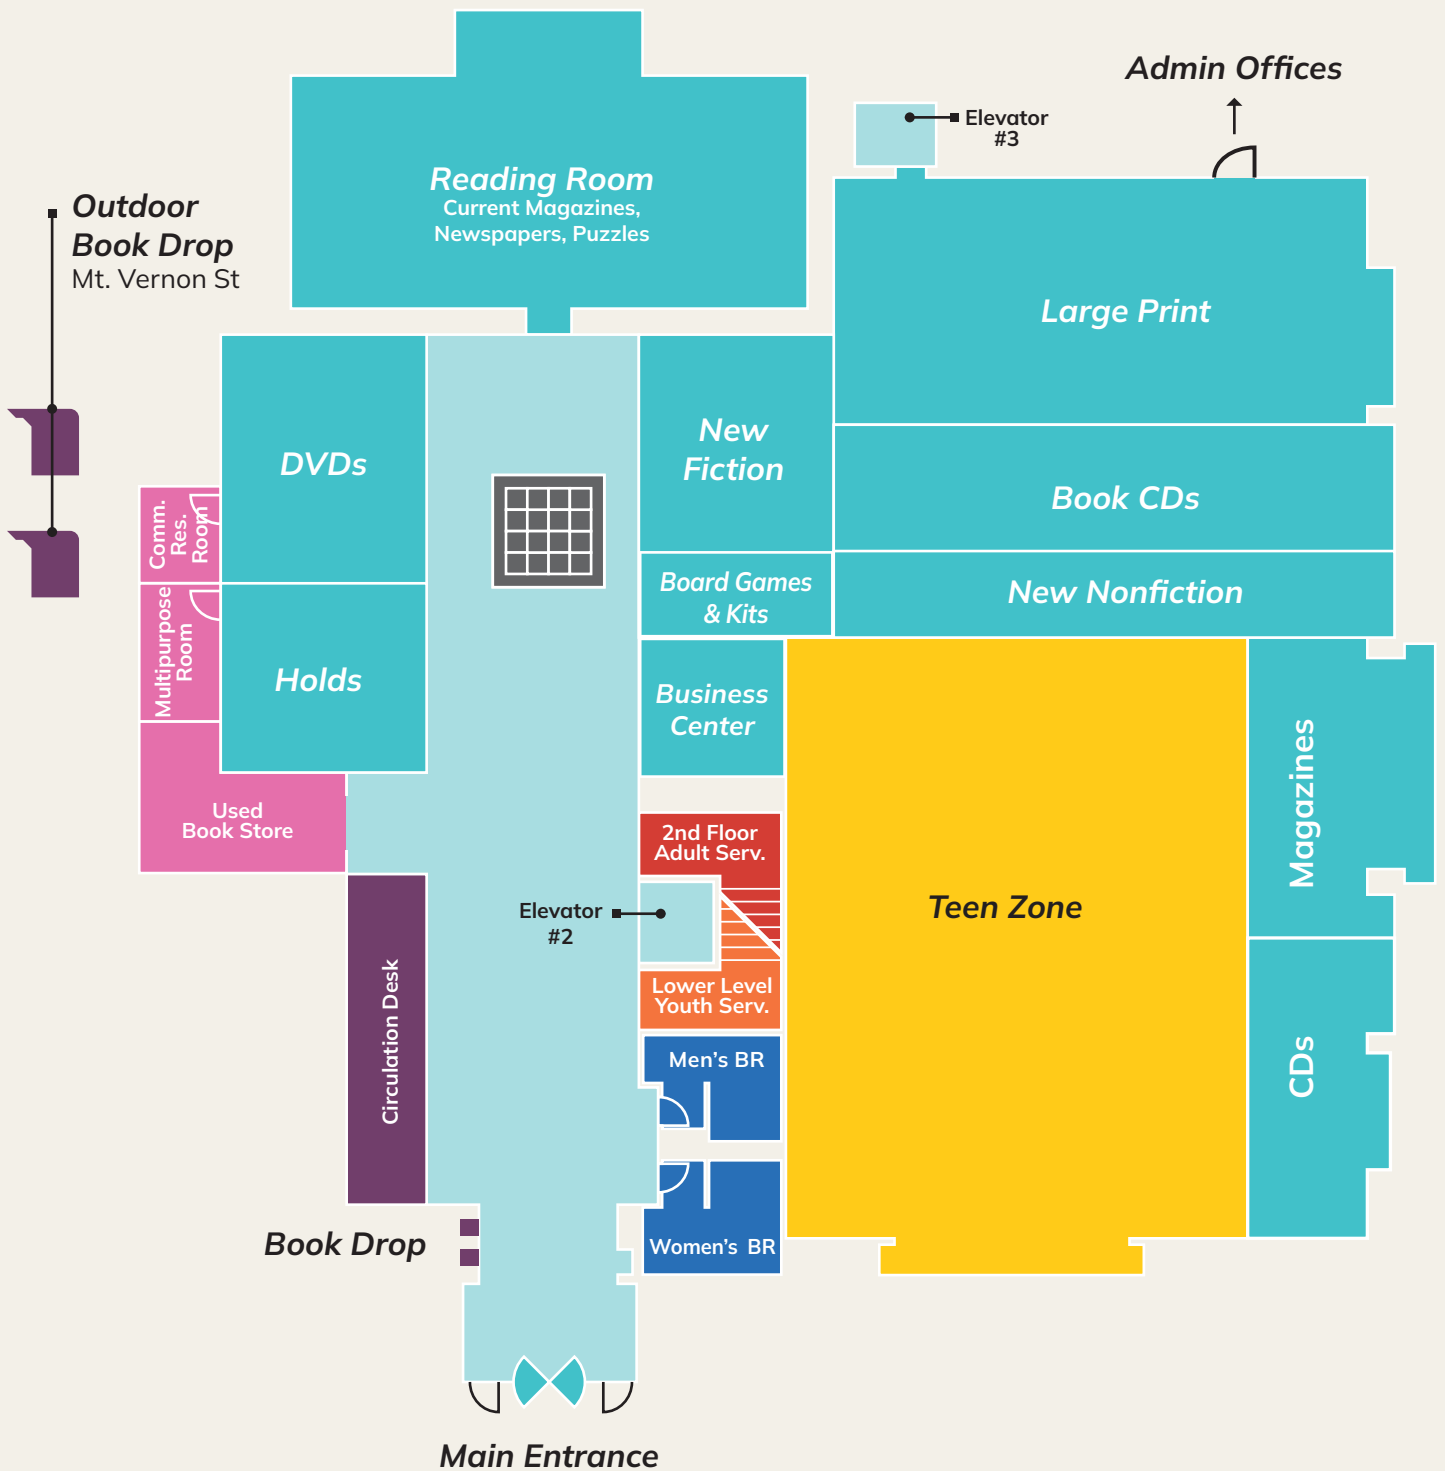 Admin Offices
Elevator
#3
Reading Room
Current Magazines,
Newspapers, Puzzles
Outdoor
Book Drop
Mt. Vernon St
Large Print
DVDs
New
Fiction
Book CDs
Comm.
Res.
Room
Board Games
& Kits
New Nonfiction
Multipurpose
Room
Holds
Business
Center
Magazines
Used
Book Store
2nd Floor
Adult Serv.
Elevator
#2
Teen Zone
Lower Level
Youth Serv.
Circulation Desk
Men's BR
CDs
Book Drop
Women's BR
Main Entrance